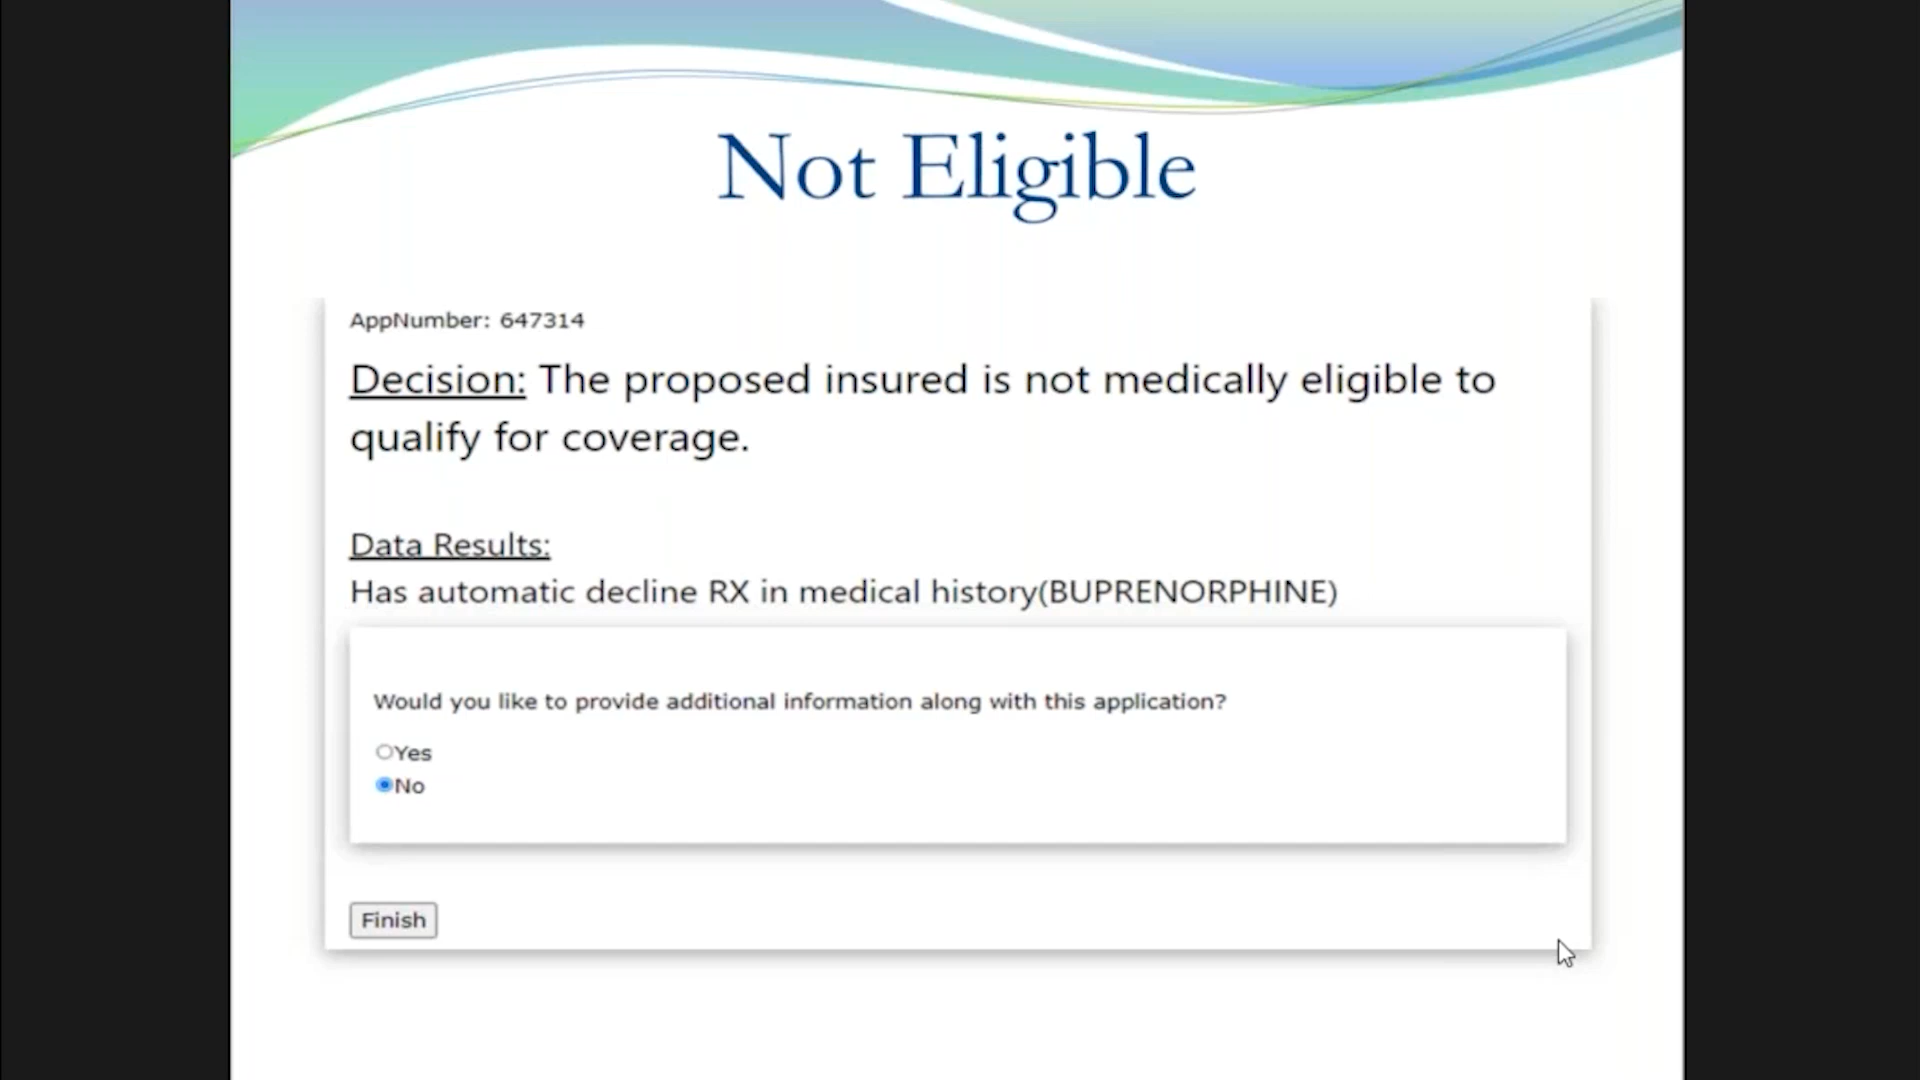 Not Eligible
AppNumber: 647314
Decision: The proposed insured is not medically eligible to
qualify for coverage.
Data Results:
Has automatic decline RX in medical history(BUPRENORPHINE)
Would you like to provide additional information along with this application?
Yes
No
Finish